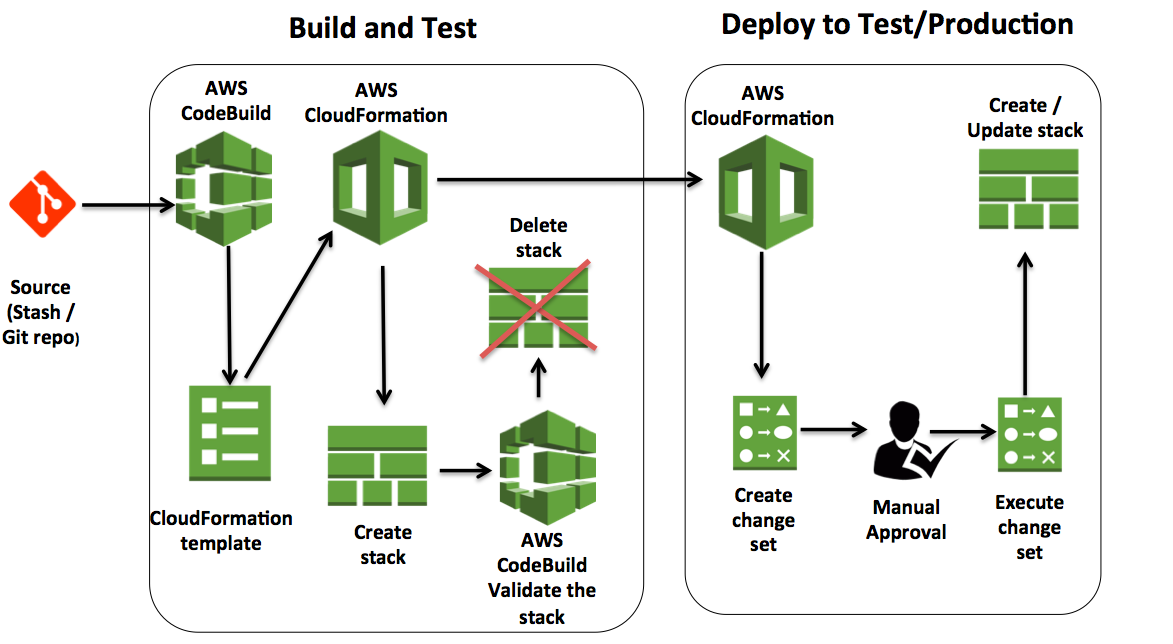 Build and Test
Deploy to Test/Production
AWS
CodeBuild
AWS
CloudFormation
AWS
CloudFormation
Create /
Update stack
Source
(Stash /
Git repo)
Delete
stack
CloudFormation
template
Create
stack
AWS
CodeBuild
Validate the
stack
Create
change
set
Manual
Approval
Execute
change
set